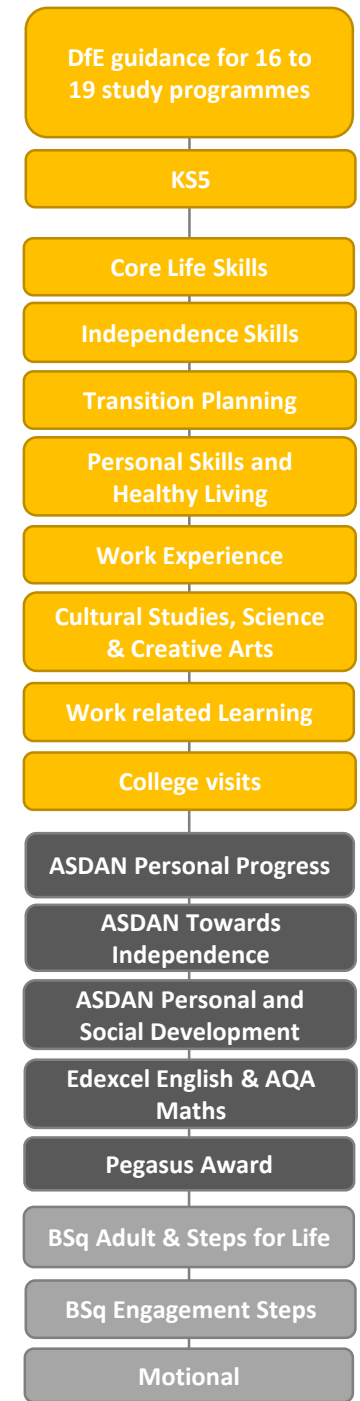 DfE guidance for 16 to
19 study programmes
KS5
Core Life Skills
Independence Skills
Transition Planning
Personal Skills and
Healthy Living
Work Experience
Cultural Studies, Science
& Creative Arts
Work related Learning
College visits
ASDAN Personal Progress
ASDAN Towards
Independence
ASDAN Personal and
Social Development
Edexcel English & AQA
Maths
Pegasus Award
BSq Adult & Steps for Life
BSq Engagement Steps
Motional